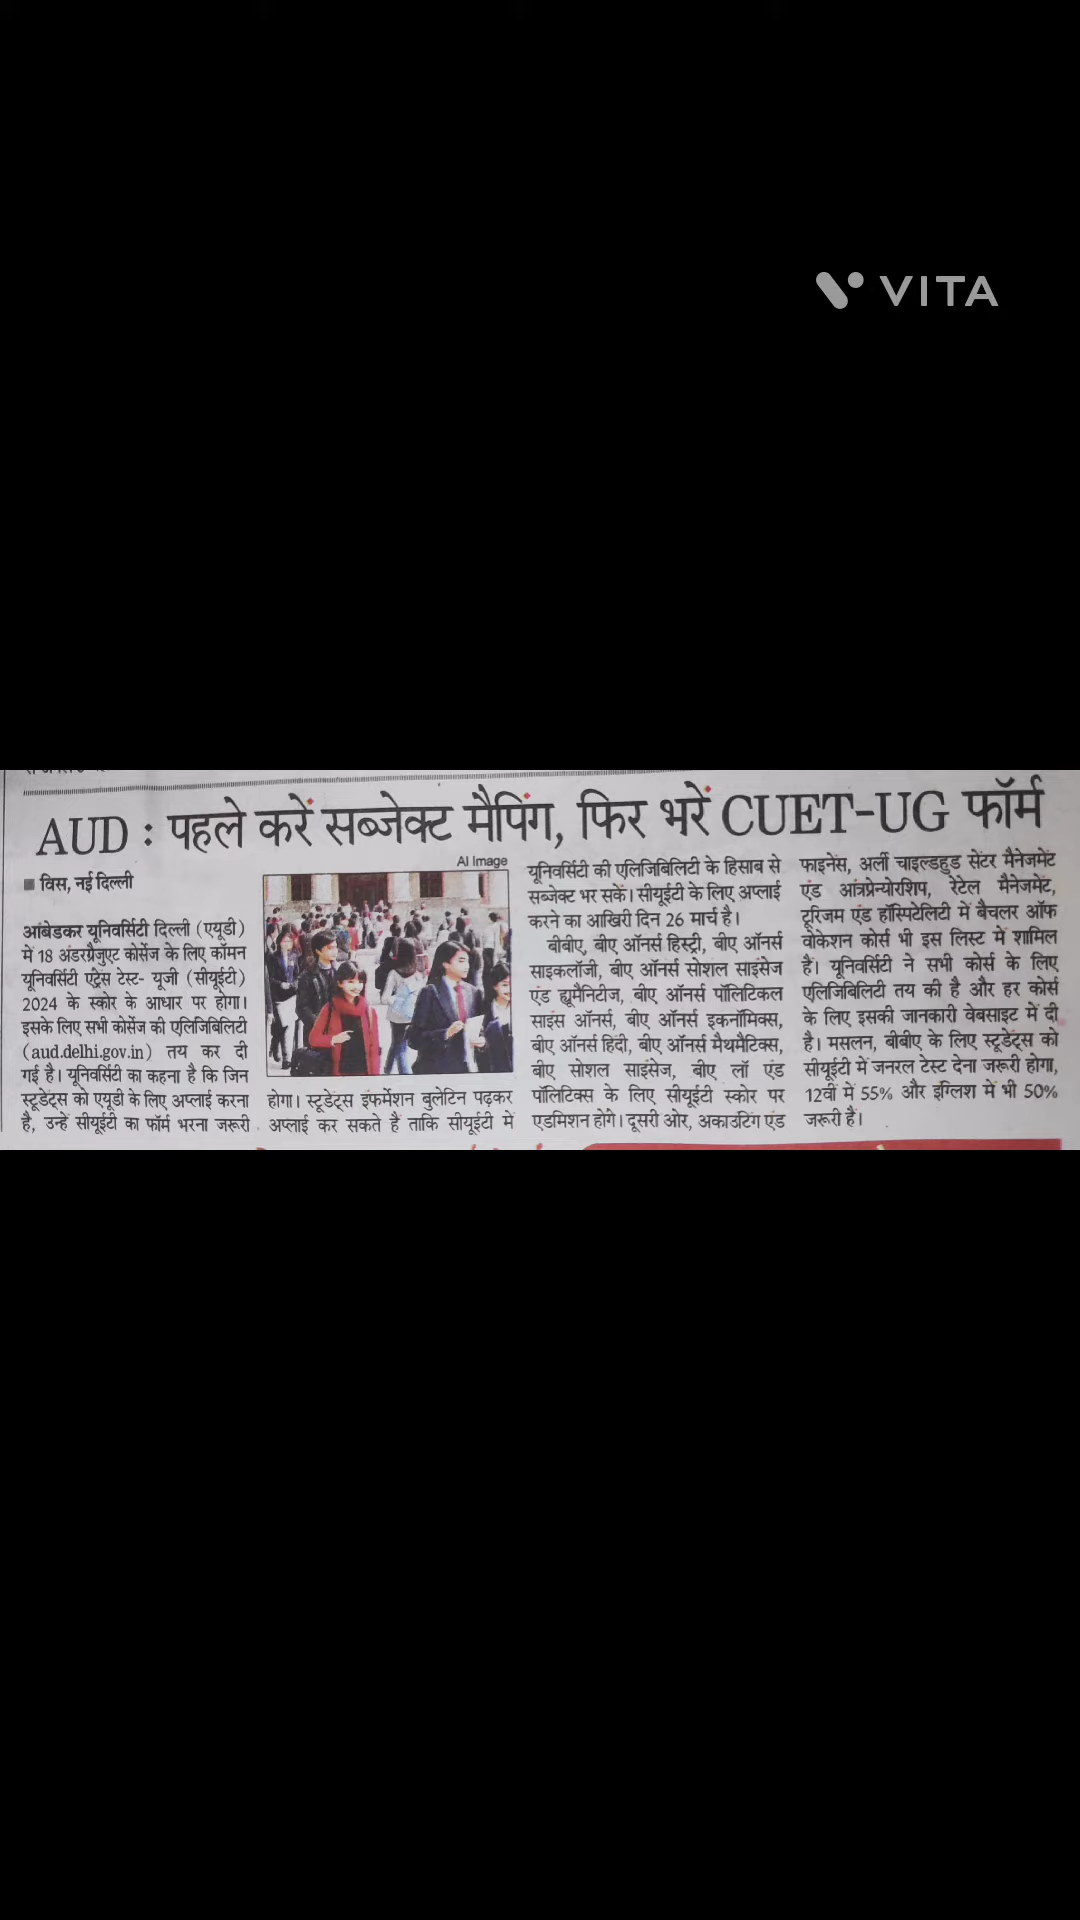 VITA
AUD : पहले करें सब्जेक्ट मैपिंग, फिर भरें CUET-UG फॉर्म
■ विस, नई दिल्ली
आंबेडकर यूनिवर्सिटी दिल्ली (एयूडी)
में 18 अंडरग्रैजुएट कोर्सेज के लिए कॉमन
यूनिवर्सिटी एंट्रेंस टेस्ट- यूजी (सीयूईटी)
2024 के स्कोर के आधार पर होगा।
इसके लिए सभी कोर्सेज की एलिजिबिलिटी
(aud.delhi.gov.in) तय कर दी
गई है। यूनिवर्सिटी का कहना है कि जिन
स्टूडेंट्स को एयूडी के लिए अप्लाई करना
है, उन्हें सीयूईटी का फॉर्म भरना जरूरी
AI Image
होगा। स्टूडेंट्स इंफर्मेशन बुलेटिन पढ़कर
अप्लाई कर सकते हैं ताकि सीयूईटी में
यूनिवर्सिटी की एलिजिबिलिटी के हिसाब से
सब्जेक्ट भर सकें। सीयूईटी के लिए अप्लाई
करने का आखिरी दिन 26 मार्च है।
बीबीए, बीए ऑनर्स हिस्ट्री, बीए ऑनर्स
साइकलॉजी, बीए ऑनर्स सोशल साइंसेज
एंड ह्यूमैनिटीज, बीए ऑनर्स पॉलिटिकल
साइंस ऑनर्स, बीए ऑनर्स इकनॉमिक्स,
बीए ऑनर्स हिंदी, बीए ऑनर्स मैथमैटिक्स,
बीए सोशल साइंसेज, बीए लॉ एंड
पॉलिटिक्स के लिए सीयूईटी स्कोर पर
एडमिशन होंगे। दूसरी ओर, अकाउंटिंग एंड
फाइनेंस, अर्ली चाइल्डहुड सेंटर मैनेजमेंट
एंड आंत्रप्रेन्योरशिप, रेटेल मैनेजमेंट,
टूरिजम एंड हॉस्पिटेलिटी में बैचलर ऑफ
वोकेशन कोर्स भी इस लिस्ट में शामिल
हैं। यूनिवर्सिटी ने सभी कोर्स के लिए
एलिजिबिलिटी तय की है और हर कोर्स
के लिए इसकी जानकारी वेबसाइट में दी
है। मसलन, बीबीए के लिए स्टूडेंट्स को
सीयूईटी में जनरल टेस्ट देना जरूरी होगा,
12वीं में 55% और इंग्लिश में भी 50%
जरूरी है।